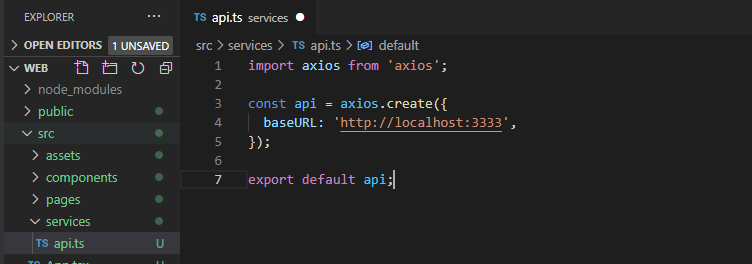 EXPLORER ...
OPEN EDITORS 1 UNSAVED
WEB
node_modules
public
src
assets
components
pages
services
TS api.ts U
TS api.ts services
src > services > TS api.ts > default
1 import axios from 'axios';
2
3 const api = axios.create({
4 baseURL: 'http://localhost:3333',
5 });
6
7 export default api;